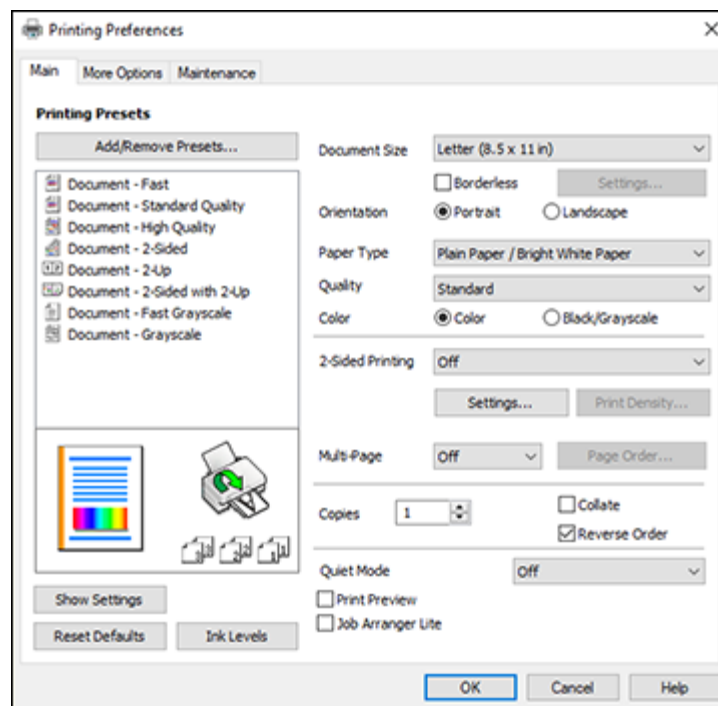 Printing Preferences
Main More Options Maintenance
Printing Presets
Add/Remove Presets...
Document - Fast
Document - Standard Quality
Document - High Quality
Document - 2-Sided
Document - 2-Up
Document - 2-Sided with 2-Up
Document - Fast Grayscale
Document - Grayscale
Show Settings
Reset Defaults Ink Levels
Document Size Letter (8.5 x 11 in)
Borderless Settings...
Orientation Portrait Landscape
Paper Type Plain Paper / Bright White Paper
Quality Standard
Color Color Black/Grayscale
2-Sided Printing Off
Settings... Print Density...
Multi-Page Off Page Order...
Copies 1 Collate
Reverse Order
Quiet Mode Off
Print Preview
Job Arranger Lite
OK Cancel Help